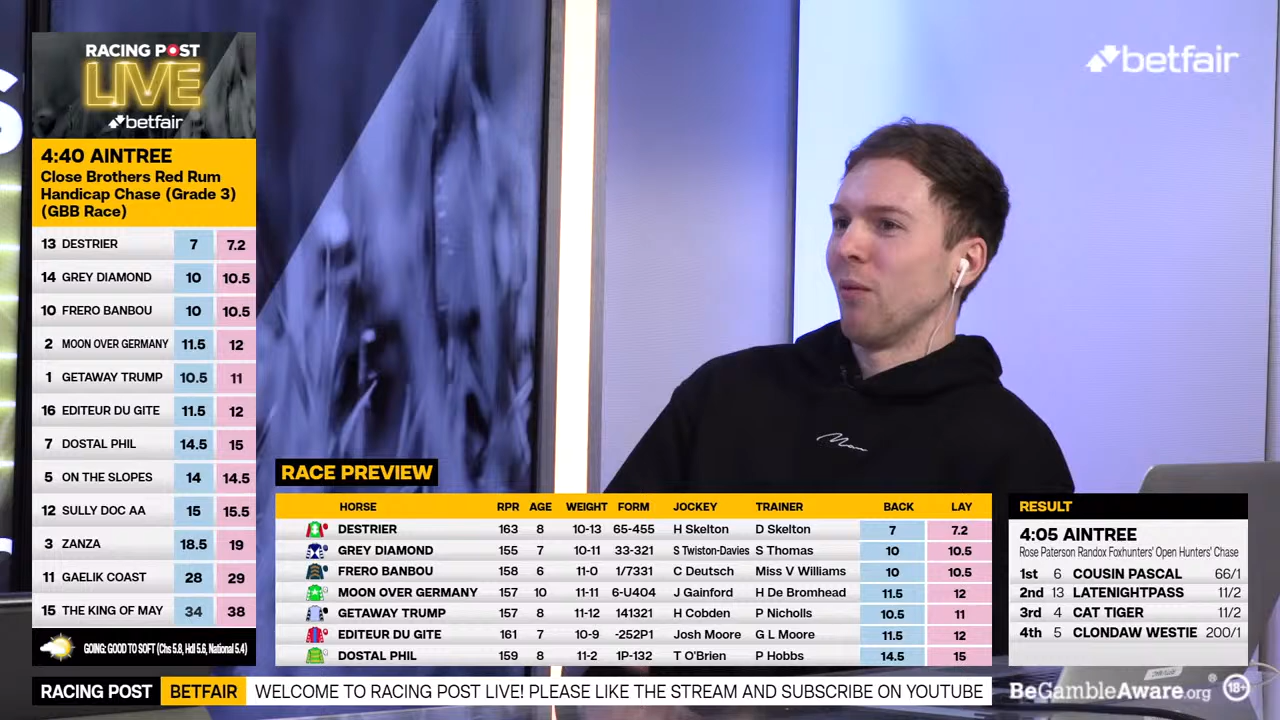 RACING POST
LIVE
betfair
4:40 AINTREE
Close Brothers Red Rum
Handicap Chase (Grade 3)
(GBB Race)
13 DESTRIER 7 7.2
14 GREY DIAMOND 10 10.5
10 FRERO BANBOU 10 10.5
2 MOON OVER GERMANY 11.5 12
1 GETAWAY TRUMP 10.5 11
16 EDITEUR DU GITE 11.5 12
7 DOSTAL PHIL 14.5 15
5 ON THE SLOPES 14 14.5
12 SULLY DOC AA 15 15.5
3 ZANZA 18.5 19
11 GAELIK COAST 28 29
15 THE KING OF MAY 34 38
GOING: GOOD TO SOFT (Chs 5.8, Hdl 5.6, National 5.4)
betfair
RACE PREVIEW
HORSE RPR AGE WEIGHT FORM JOCKEY TRAINER BACK LAY
DESTRIER 163 8 10-13 65-455 H Skelton D Skelton 7 7.2
GREY DIAMOND 155 7 10-11 33-321 S Twiston-Davies S Thomas 10 10.5
FRERO BANBOU 158 6 11-0 1/7331 C Deutsch Miss V Williams 10 10.5
MOON OVER GERMANY 157 10 11-11 6-U404 J Gainford H De Bromhead 11.5 12
GETAWAY TRUMP 157 8 11-12 141321 H Cobden P Nicholls 10.5 11
EDITEUR DU GITE 161 7 10-9 -252P1 Josh Moore G L Moore 11.5 12
DOSTAL PHIL 159 8 11-2 1P-132 T O'Brien P Hobbs 14.5 15
RESULT
4:05 AINTREE
Rose Paterson Randox Foxhunters' Open Hunters' Chase
1st 6 COUSIN PASCAL 66/1
2nd 13 LATENIGHTPASS 11/2
3rd 4 CAT TIGER 11/2
4th 5 CLONDAW WESTIE 200/1
RACING POST BETFAIR WELCOME TO RACING POST LIVE! PLEASE LIKE THE STREAM AND SUBSCRIBE ON YOUTUBE
BeGambleAware.org® 18+